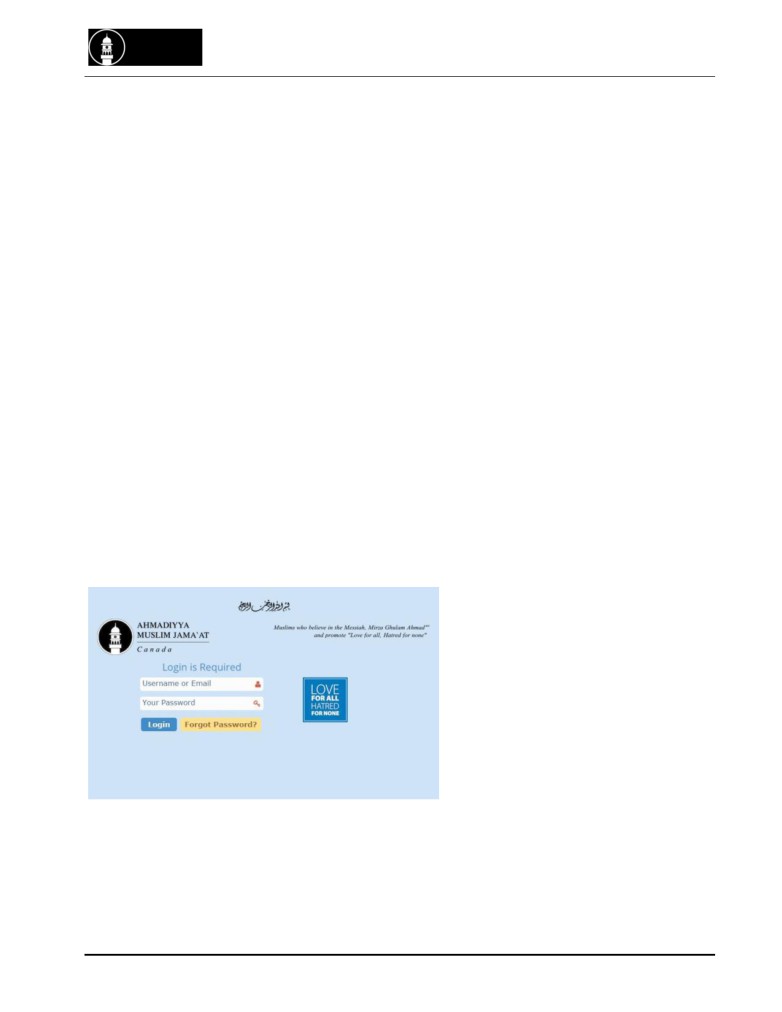 AHMADIYYA
MUSLIM JAMA'AT
Canada
Muslims who believe in the Messiah, Mirza Ghulam Ahmad
and promote "Love for all, Hatred for none"
Login is Required
Username or Email
Your Password
Login Forgot Password?
LOVE
FOR ALL
HATRED
FOR NONE